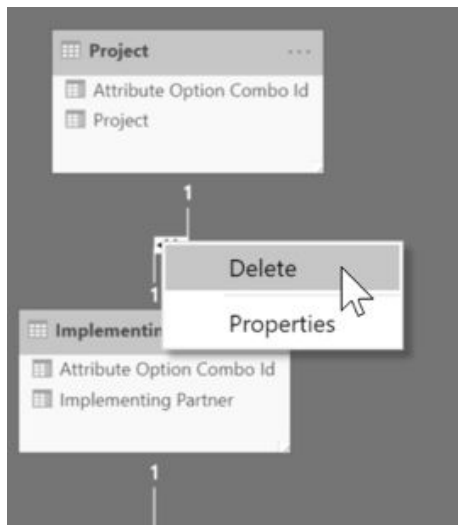 Project ...
Attribute Option Combo Id
Project
1
Delete
1
Properties
Implementin
Attribute Option Combo Id
Implementing Partner
1